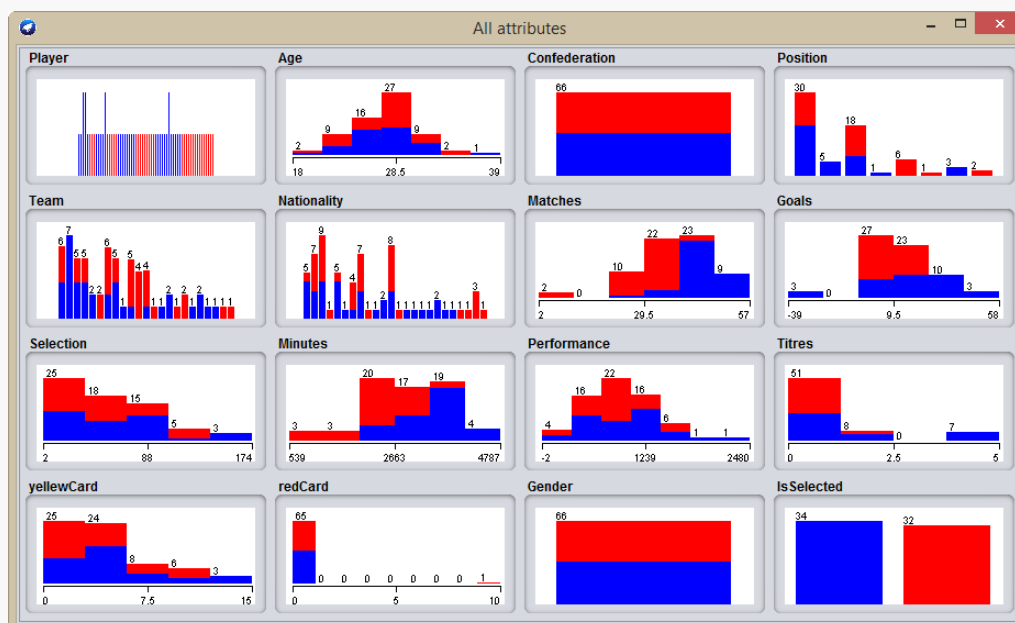 All attributes
Player Age Confederation Position
2 9 16 27 9 2 1
18 28.5 39
66
30 5 18 1 6 1 3 2
Team Nationality Matches Goals
6 7 5 5 2 2 6 5 1 5 4 4 1 1 2 1 2 1 2 1 1 1 1
5 7 9 1 5 1 4 7 1 1 2 8 1 1 1 1 1 2 1 1 1 1 3 1
2 0 10 22 23 9
2 29.5 57
3 0 27 23 10 3
-39 9.5 58
Selection Minutes Performance Titres
25 18 15 5 3
2 88 174
3 3 20 17 19 4
539 2663 4787
4 16 22 16 6 1 1
-2 1239 2480
51 8 0 7
0 2.5 5
yellewCard redCard Gender IsSelected
25 24 8 6 3
0 7.5 15
65 0 0 0 0 0 0 0 1
0 5 10
66
34 32